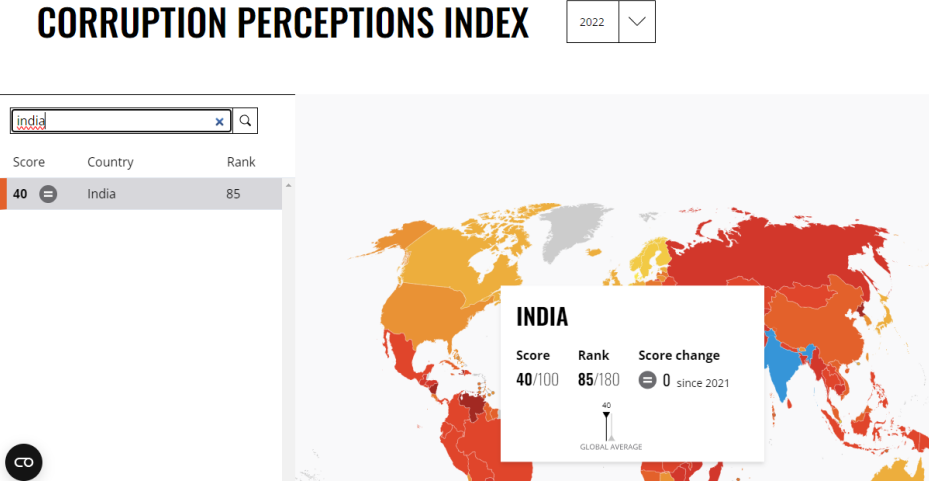 CORRUPTION PERCEPTIONS INDEX
2022
india
Score Country Rank
40 India 85
INDIA
Score Rank Score change
40/100 85/180 0 since 2021
40
GLOBAL AVERAGE